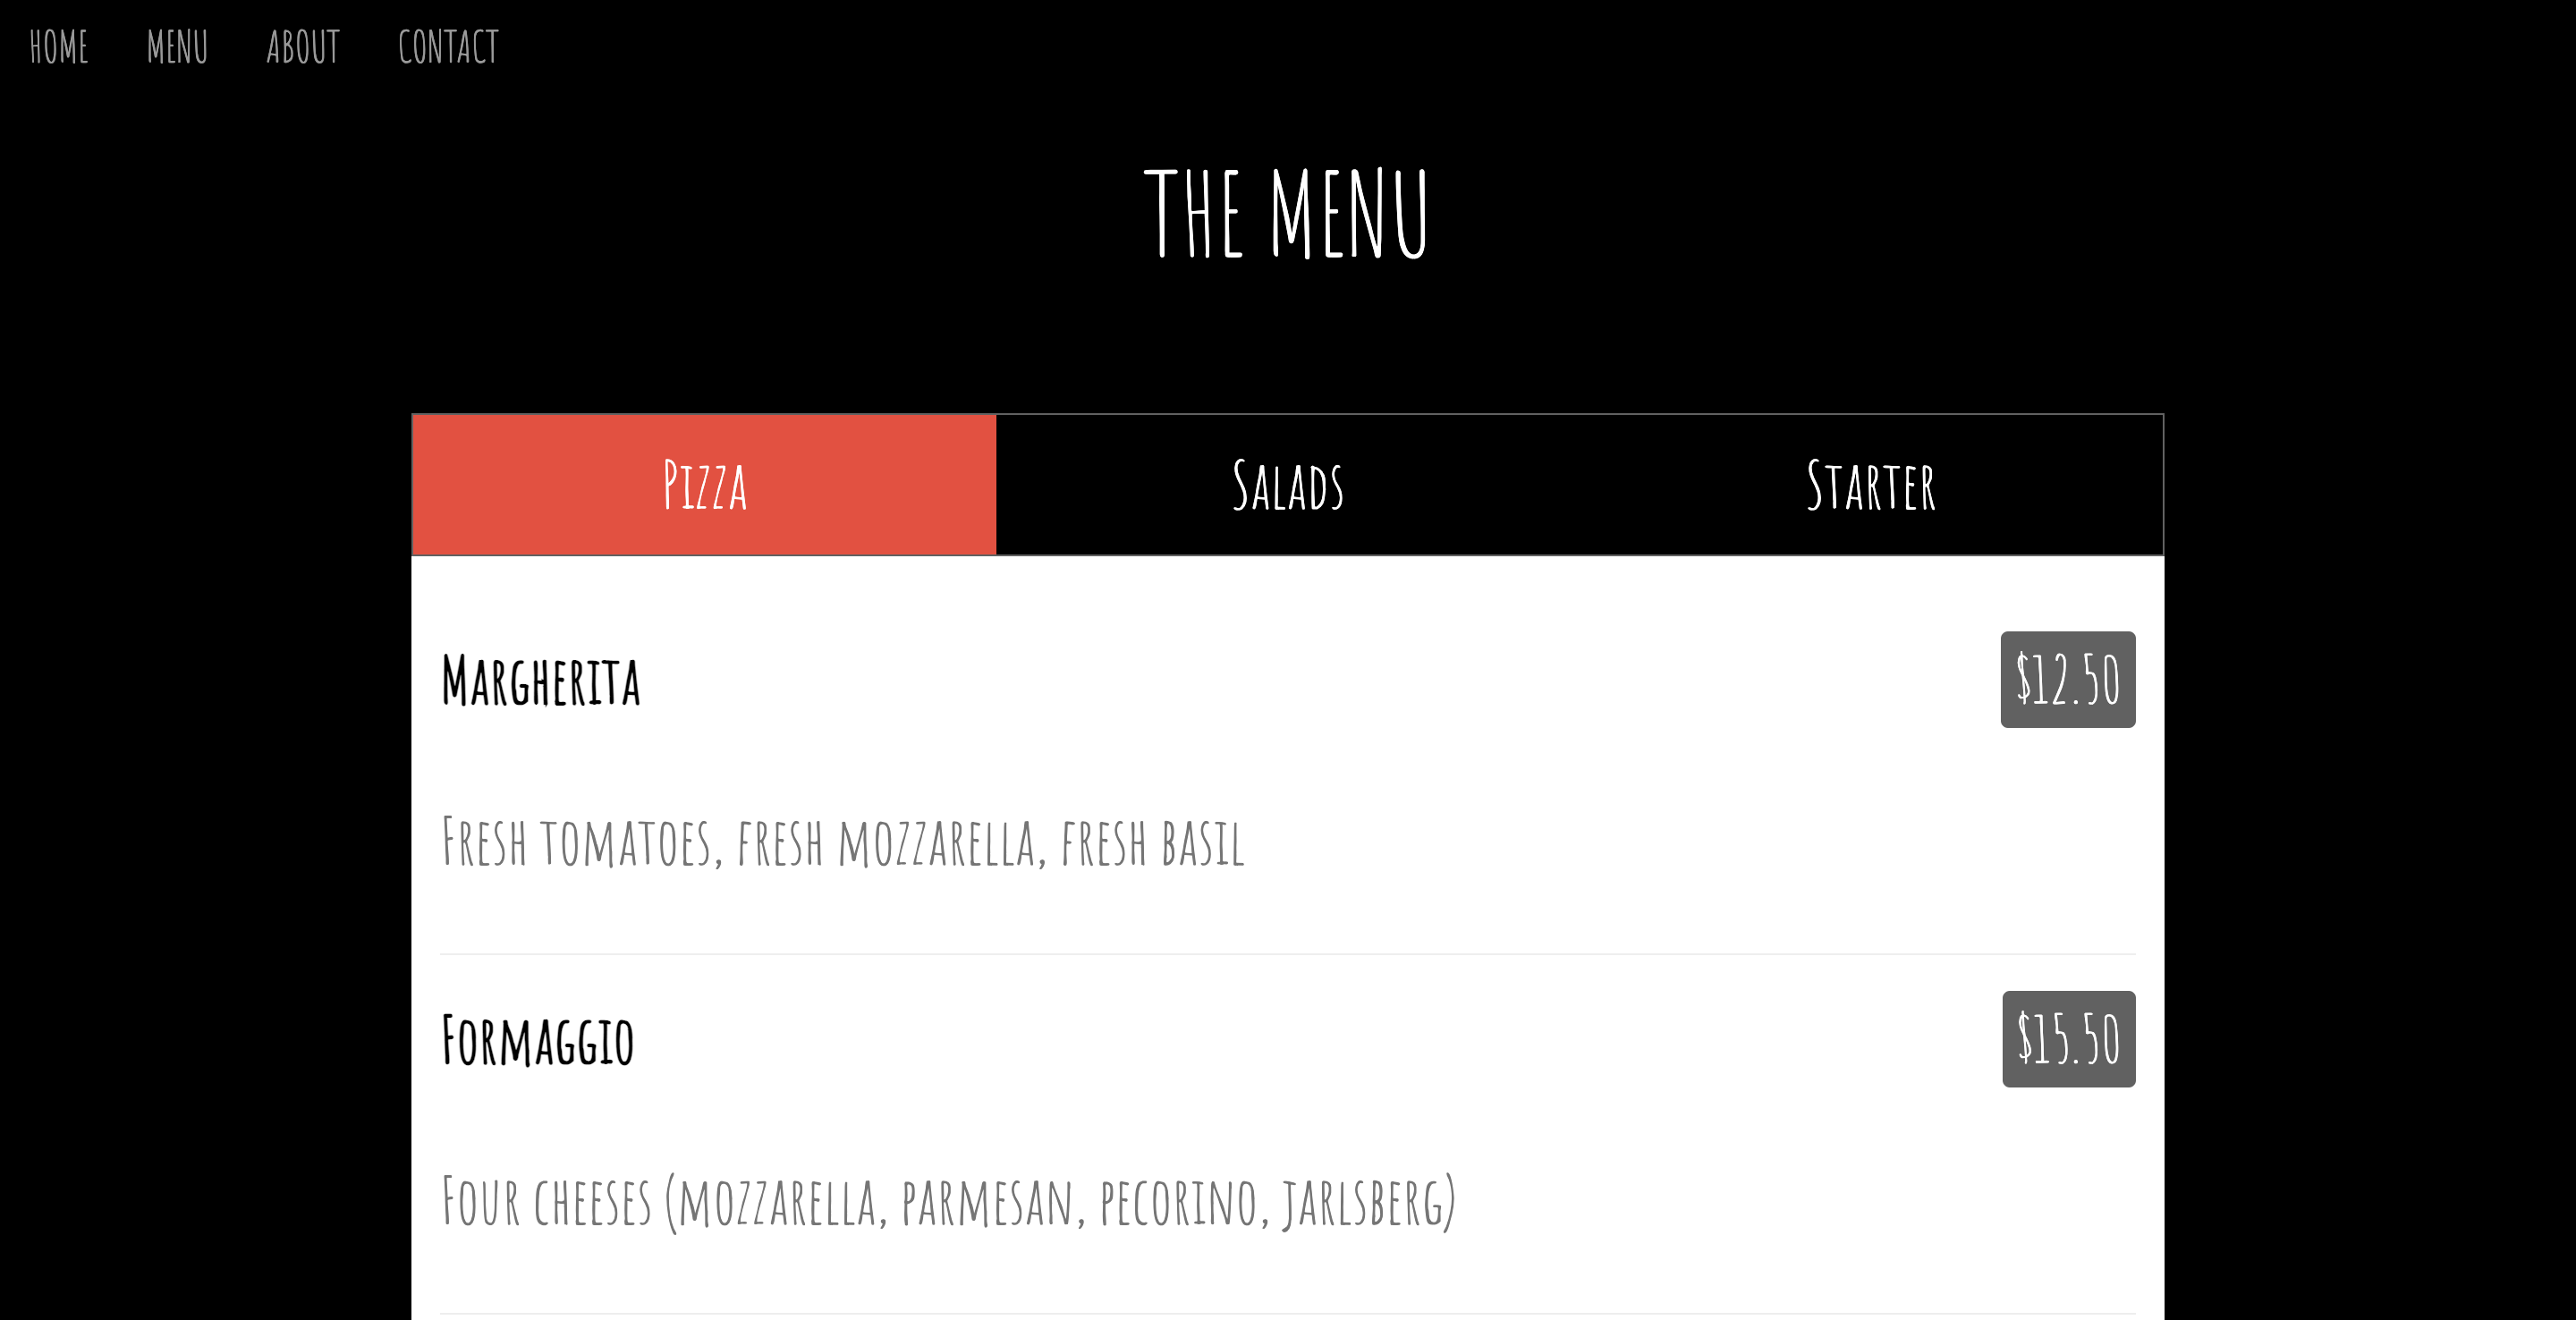 HOME MENU ABOUT CONTACT
THE MENU
Pizza Salads Starter
Margherita $12.50
Fresh tomatoes, fresh mozzarella, fresh basil
Formaggio $15.50
Four cheeses (mozzarella, parmesan, pecorino, jarlsberg)